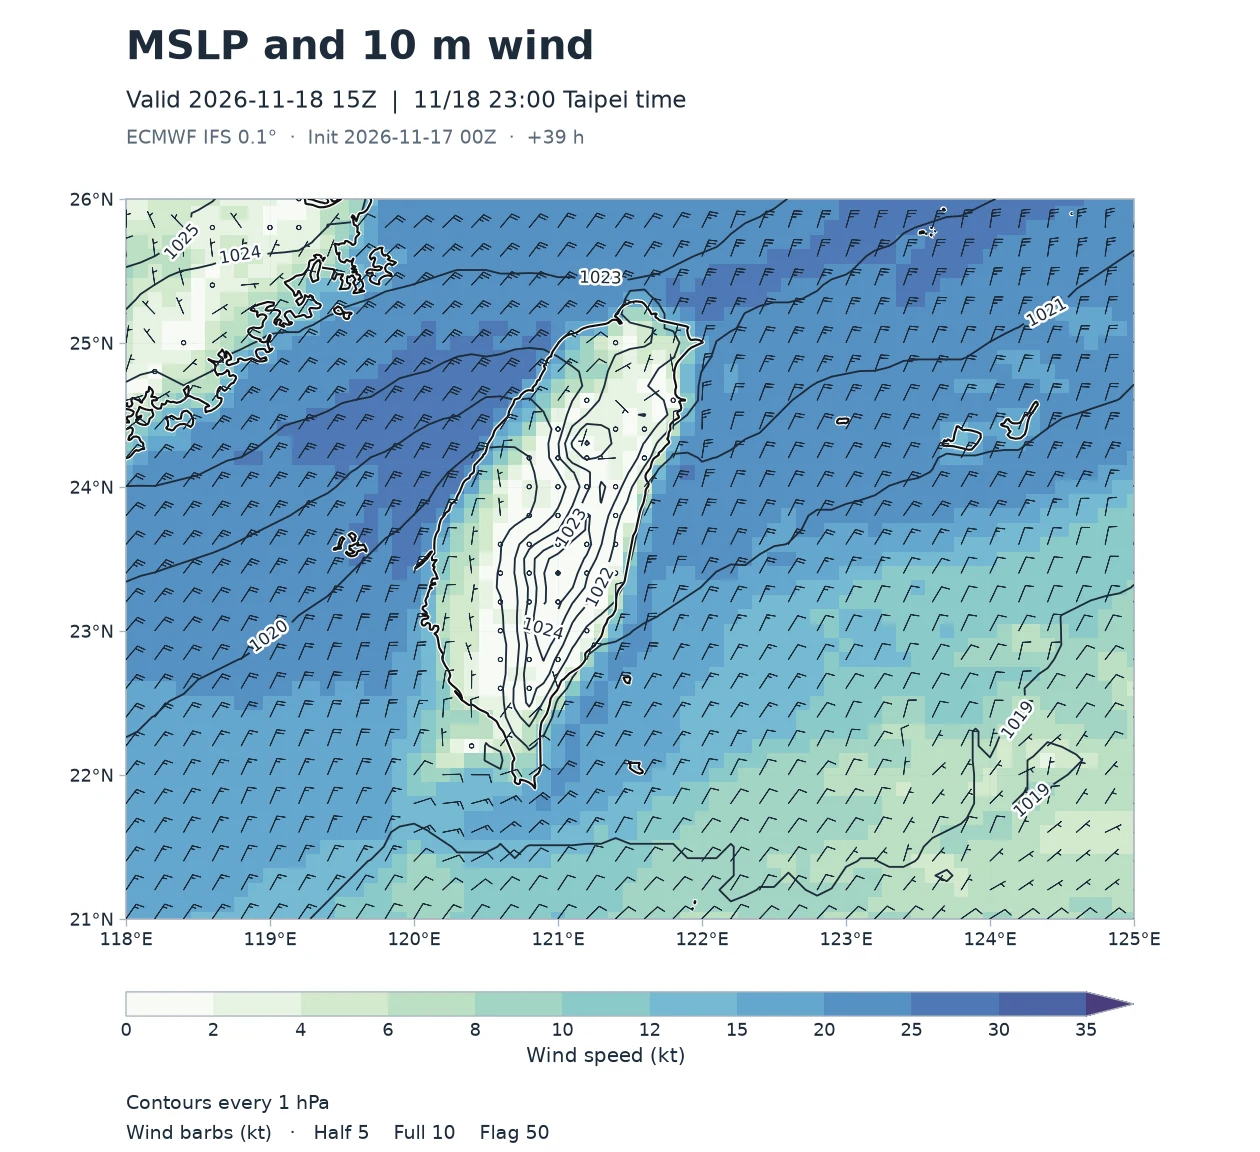 MSLP and 10 m wind
Valid 2026-11-18 15Z | 11/18 23:00 Taipei time
ECMWF IFS 0.1° · Init 2026-11-17 00Z · +39 h
26°N
25°N
24°N
23°N
22°N
21°N
1025
1024
1023
1021
1023
1022
1024
1020
1019
1019
118°E 119°E 120°E 121°E 122°E 123°E 124°E 125°E
0 2 4 6 8 10 12 15 20 25 30 35
Wind speed (kt)
Contours every 1 hPa
Wind barbs (kt) · Half 5 Full 10 Flag 50